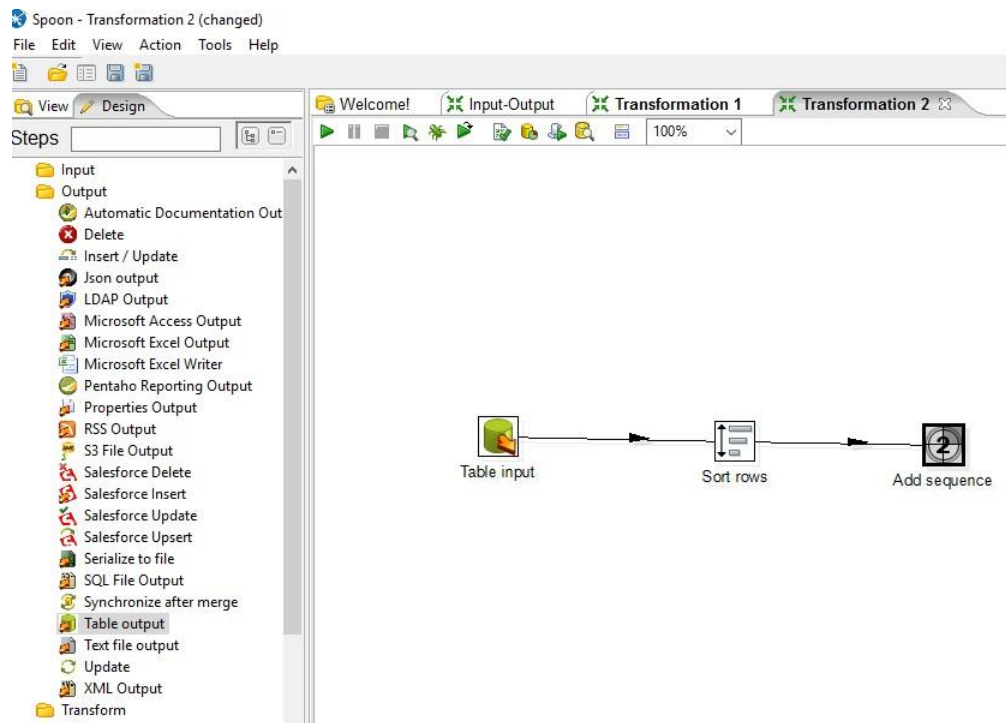 Spoon - Transformation 2 (changed)
File Edit View Action Tools Help
View Design
Steps
Input
Output
Automatic Documentation Out
Delete
Insert / Update
Json output
LDAP Output
Microsoft Access Output
Microsoft Excel Output
Microsoft Excel Writer
Pentaho Reporting Output
Properties Output
RSS Output
S3 File Output
Salesforce Delete
Salesforce Insert
Salesforce Update
Salesforce Upsert
Serialize to file
SQL File Output
Synchronize after merge
Table output
Text file output
Update
XML Output
Transform
Welcome! Input-Output Transformation 1 Transformation 2
100%
2
Table input Sort rows Add sequence